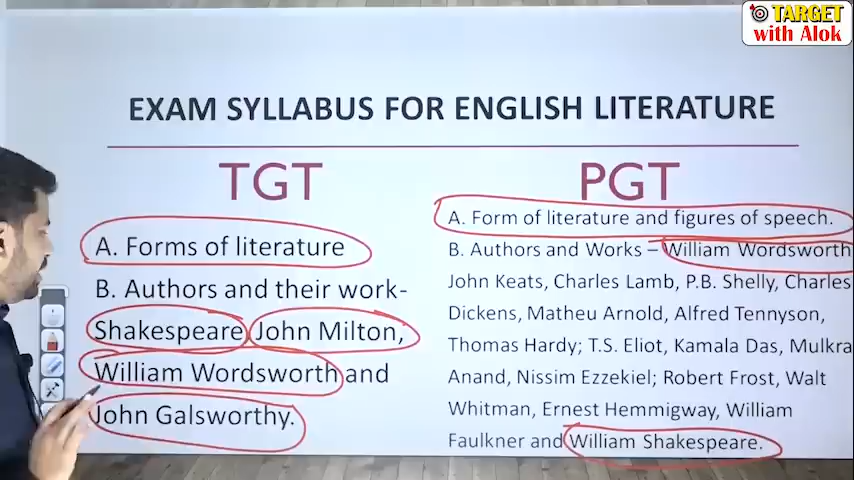 TARGET
with Alok
EXAM SYLLABUS FOR ENGLISH LITERATURE
TGT
A. Forms of literature
B. Authors and their work-
Shakespeare, John Milton,
William Wordsworth and
John Galsworthy.
PGT
A. Form of literature and figures of speech.
B. Authors and Works – William Wordsworth
John Keats, Charles Lamb, P.B. Shelly, Charles
Dickens, Matheu Arnold, Alfred Tennyson,
Thomas Hardy; T.S. Eliot, Kamala Das, Mulkra
Anand, Nissim Ezzekiel; Robert Frost, Walt
Whitman, Ernest Hemmigway, William
Faulkner and William Shakespeare.